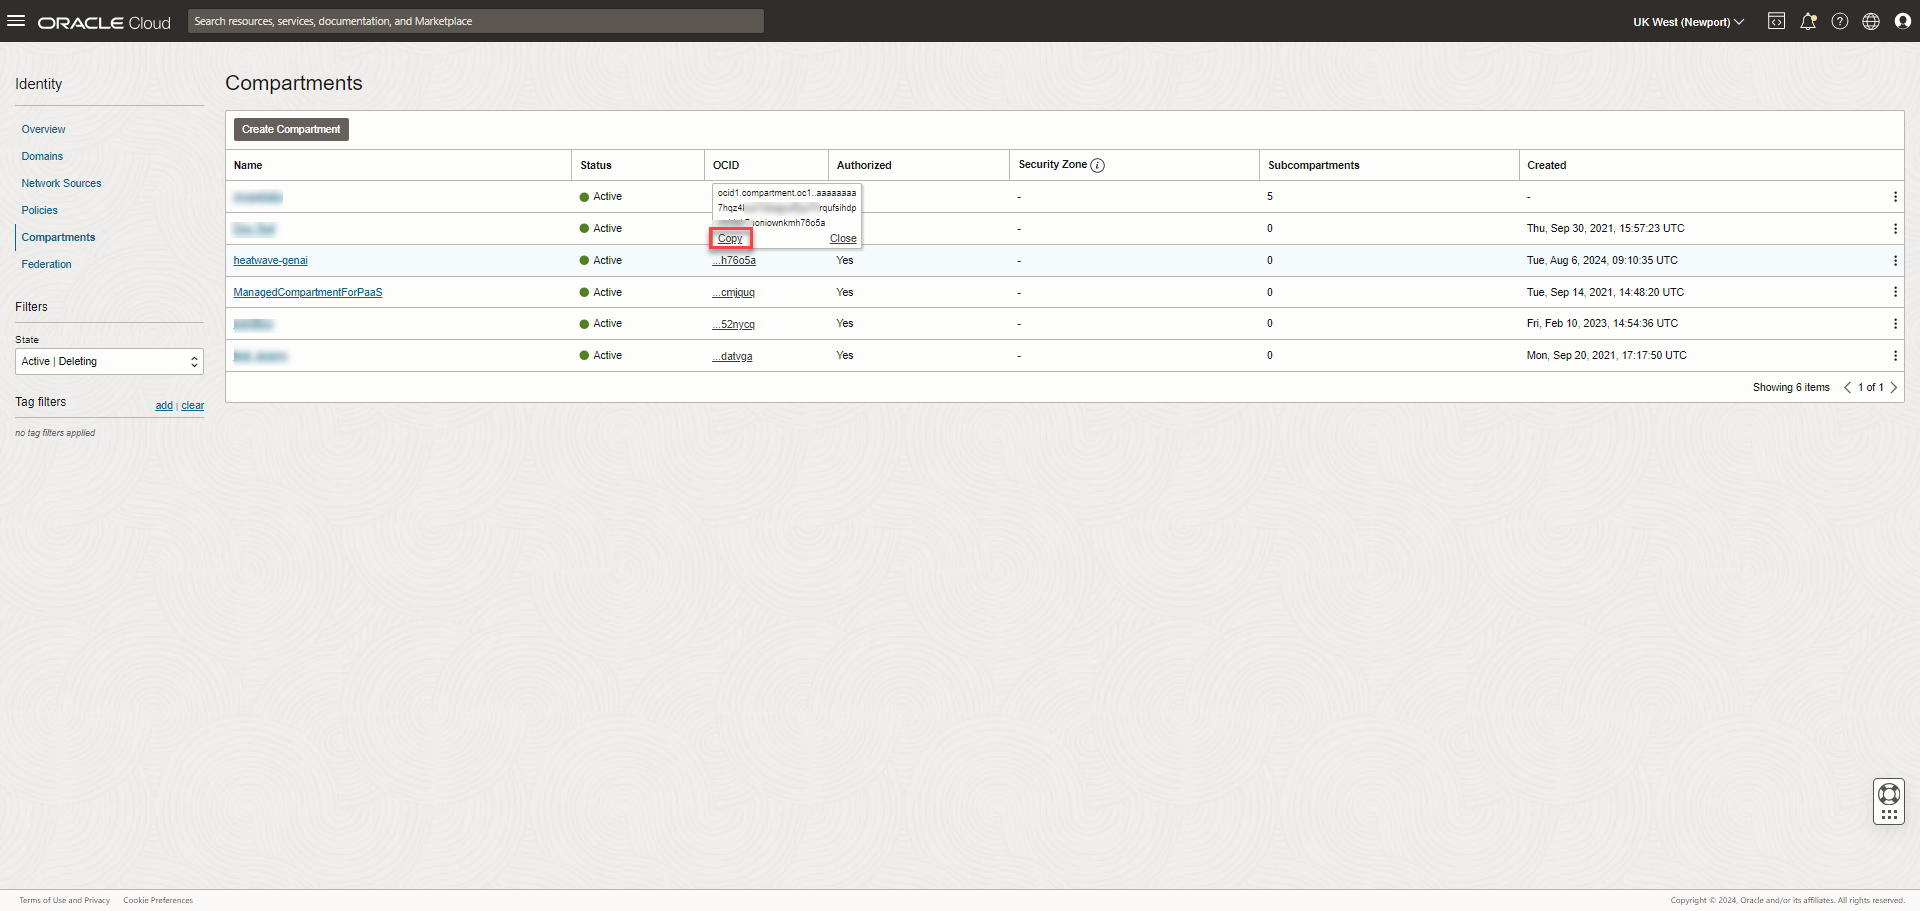 ORACLE Cloud
Search resources, services, documentation, and Marketplace
UK West (Newport)
Identity
Overview
Domains
Network Sources
Policies
Compartments
Federation
Filters
State
Active | Deleting
Tag filters
add | clear
no tag filters applied
Compartments
Create Compartment
Name Status OCID Authorized Security Zone Subcompartments Created
Active - 5 -
ocid1.compartment.oc1..aaaaaaaa
7hqz4 rqufsihdp
oniownkmh76o5a
Copy Close
Active - 0 Thu, Sep 30, 2021, 15:57:23 UTC
heatwave-genai Active ...h76o5a Yes - 0 Tue, Aug 6, 2024, 09:10:35 UTC
ManagedCompartmentForPaaS Active ...cmjquq Yes - 0 Tue, Sep 14, 2021, 14:48:20 UTC
Active ...52nycq Yes - 0 Fri, Feb 10, 2023, 14:54:36 UTC
Active ...datvga Yes - 0 Mon, Sep 20, 2021, 17:17:50 UTC
Showing 6 items < 1 of 1 >
Terms of Use and Privacy Cookie Preferences
Copyright © 2024, Oracle and/or its affiliates. All rights reserved.